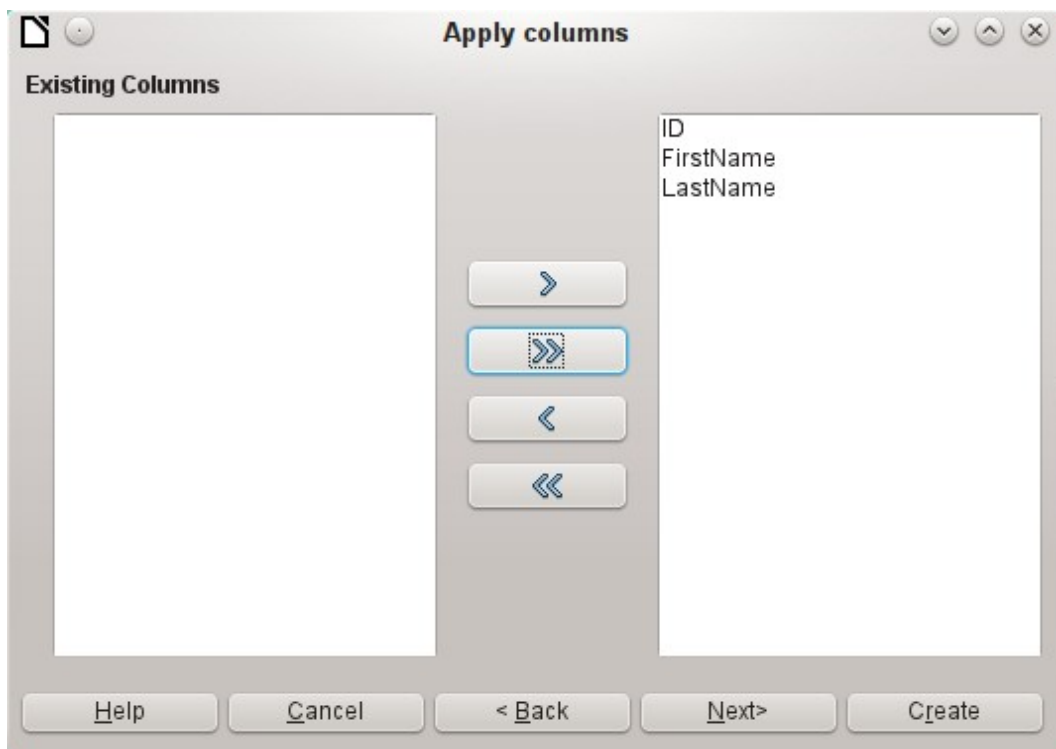 Apply columns
Existing Columns
ID
FirstName
LastName
Help
Cancel
< Back
Next>
Create